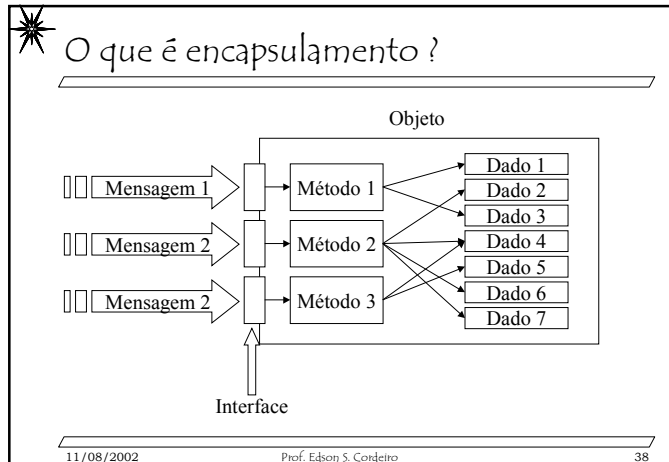 O que é encapsulamento ?
Objeto
Mensagem 1
Método 1
Dado 1
Dado 2
Dado 3
Mensagem 2
Método 2
Dado 4
Dado 5
Mensagem 2
Método 3
Dado 6
Dado 7
Interface
11/08/2002 Prof. Edson S. Cordeiro 38